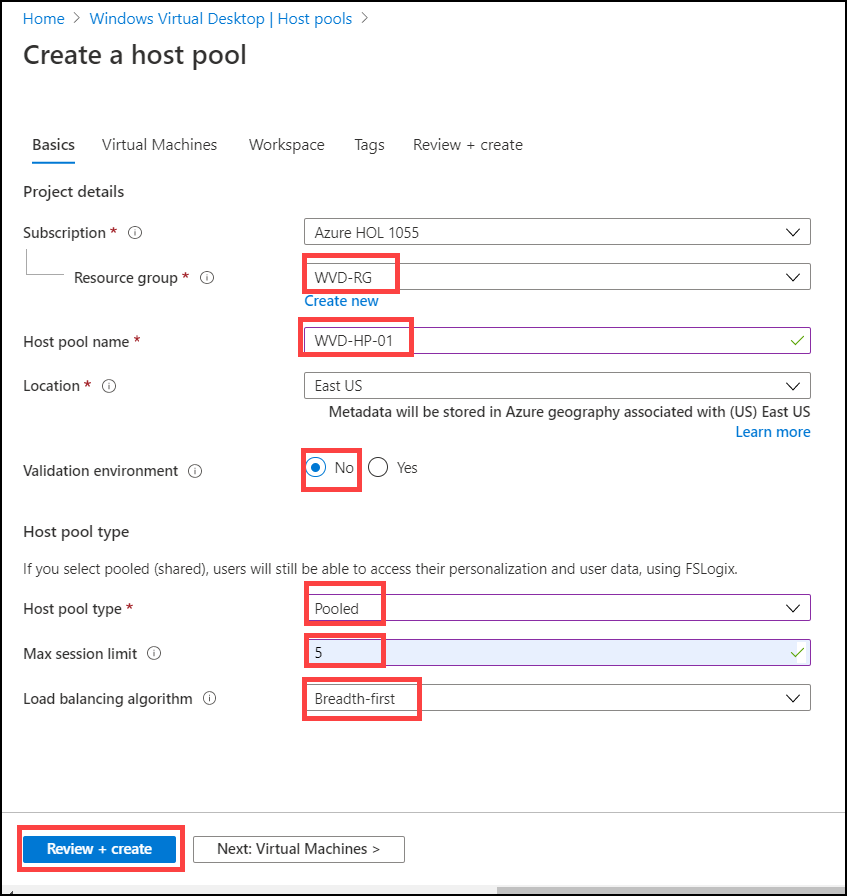 Home > Windows Virtual Desktop | Host pools >
Create a host pool
Basics Virtual Machines Workspace Tags Review + create
Project details
Subscription * Azure HOL 1055
Resource group * WVD-RG
Create new
Host pool name * WVD-HP-01
Location * East US
Metadata will be stored in Azure geography associated with (US) East US
Learn more
Validation environment No Yes
Host pool type
If you select pooled (shared), users will still be able to access their personalization and user data, using FSLogix.
Host pool type * Pooled
Max session limit 5
Load balancing algorithm Breadth-first
Review + create Next: Virtual Machines >